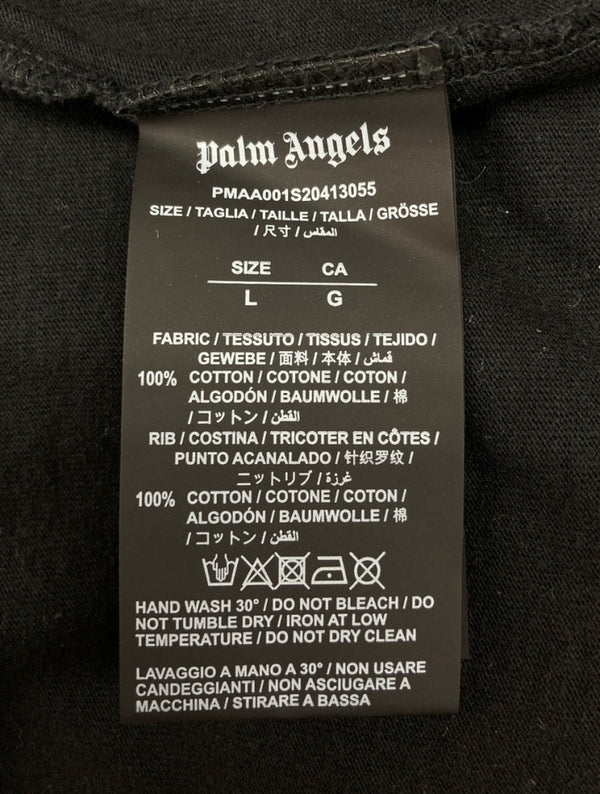 Palm Angels
PMAA001S20413055
SIZE / TAGLIA / TAILLE / TALLA / GRÖSSE
/ 尺寸 / المقاس
SIZE CA
L G
FABRIC / TESSUTO / TISSUS / TEJIDO /
GEWEBE / 面料 / 本体 / قماش
100% COTTON / COTONE / COTON /
ALGODÓN / BAUMWOLLE / 棉
/ コットン / القطن
RIB / COSTINA / TRICOTER EN CÔTES /
PUNTO ACANALADO / 针织罗纹 /
ニットリブ / غرزة
100% COTTON / COTONE / COTON /
ALGODÓN / BAUMWOLLE / 棉
/ コットン / القطن
HAND WASH 30° / DO NOT BLEACH / DO
NOT TUMBLE DRY / IRON AT LOW
TEMPERATURE / DO NOT DRY CLEAN
LAVAGGIO A MANO A 30° / NON USARE
CANDEGGIANTI / NON ASCIUGARE A
MACCHINA / STIRARE A BASSA